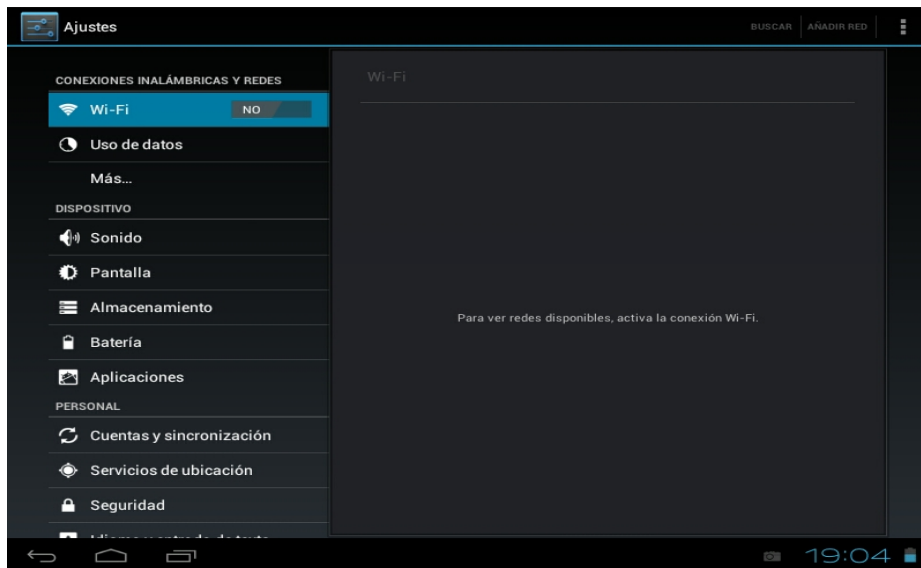 Ajustes
BUSCAR AÑADIR RED
CONEXIONES INALÁMBRICAS Y REDES
Wi-Fi NO
Uso de datos
Más...
DISPOSITIVO
Sonido
Pantalla
Almacenamiento
Batería
Aplicaciones
PERSONAL
Cuentas y sincronización
Servicios de ubicación
Seguridad
Wi-Fi
Para ver redes disponibles, activa la conexión Wi-Fi.
19:04